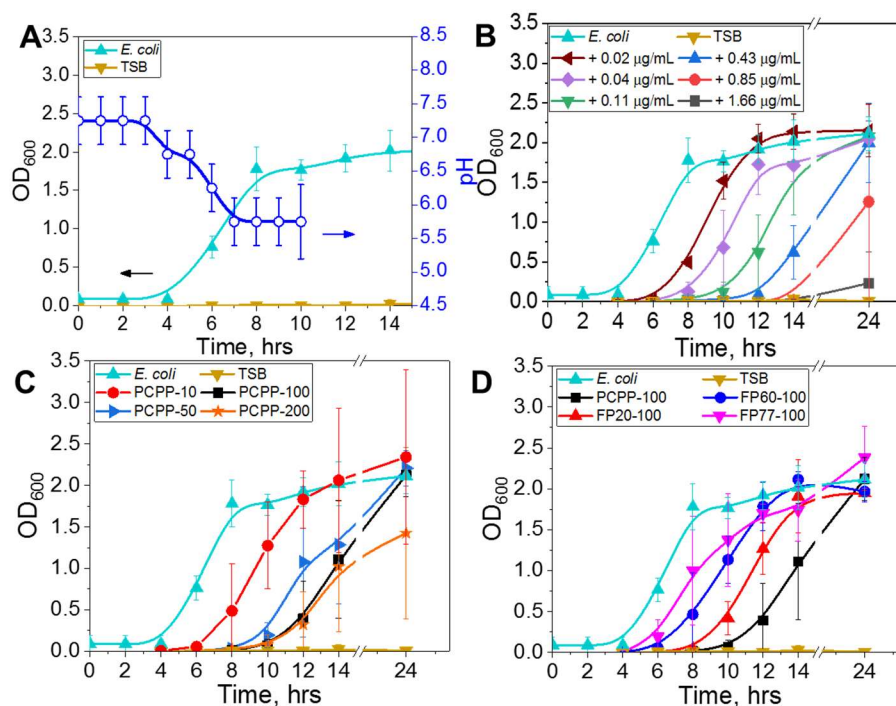 A
E. coli
TSB
OD600
3.5
3.0
2.5
2.0
1.5
1.0
0.5
0.0
8.5
8.0
7.5
7.0
6.5
6.0
5.5
5.0
4.5
pH
0 2 4 6 8 10 12 14
Time, hrs
B
E. coli TSB
+ 0.02 μg/mL + 0.43 μg/mL
+ 0.04 μg/mL + 0.85 μg/mL
+ 0.11 μg/mL + 1.66 μg/mL
OD600
3.5
3.0
2.5
2.0
1.5
1.0
0.5
0.0
0 2 4 6 8 10 12 14 24
Time, hrs
C
E. coli TSB
PCPP-10 PCPP-100
PCPP-50 PCPP-200
OD600
3.5
3.0
2.5
2.0
1.5
1.0
0.5
0.0
0 2 4 6 8 10 12 14 24
Time, hrs
D
E. coli TSB
PCPP-100 FP60-100
FP20-100 FP77-100
OD600
3.5
3.0
2.5
2.0
1.5
1.0
0.5
0.0
0 2 4 6 8 10 12 14 24
Time, hrs